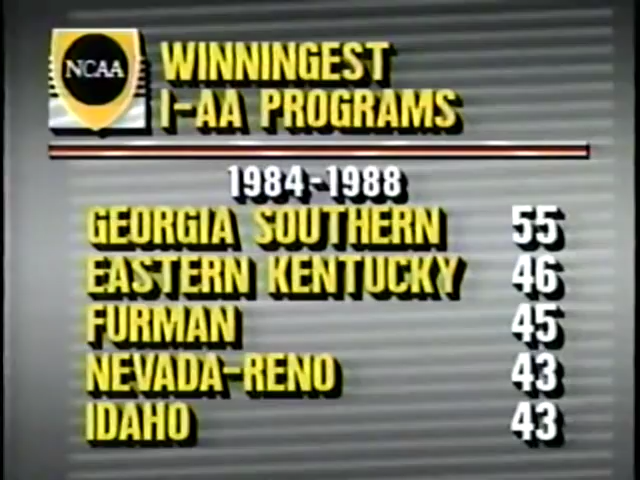 NCAA
WINNINGEST
I-AA PROGRAMS
1984-1988
GEORGIA SOUTHERN 55
EASTERN KENTUCKY 46
FURMAN 45
NEVADA-RENO 43
IDAHO 43